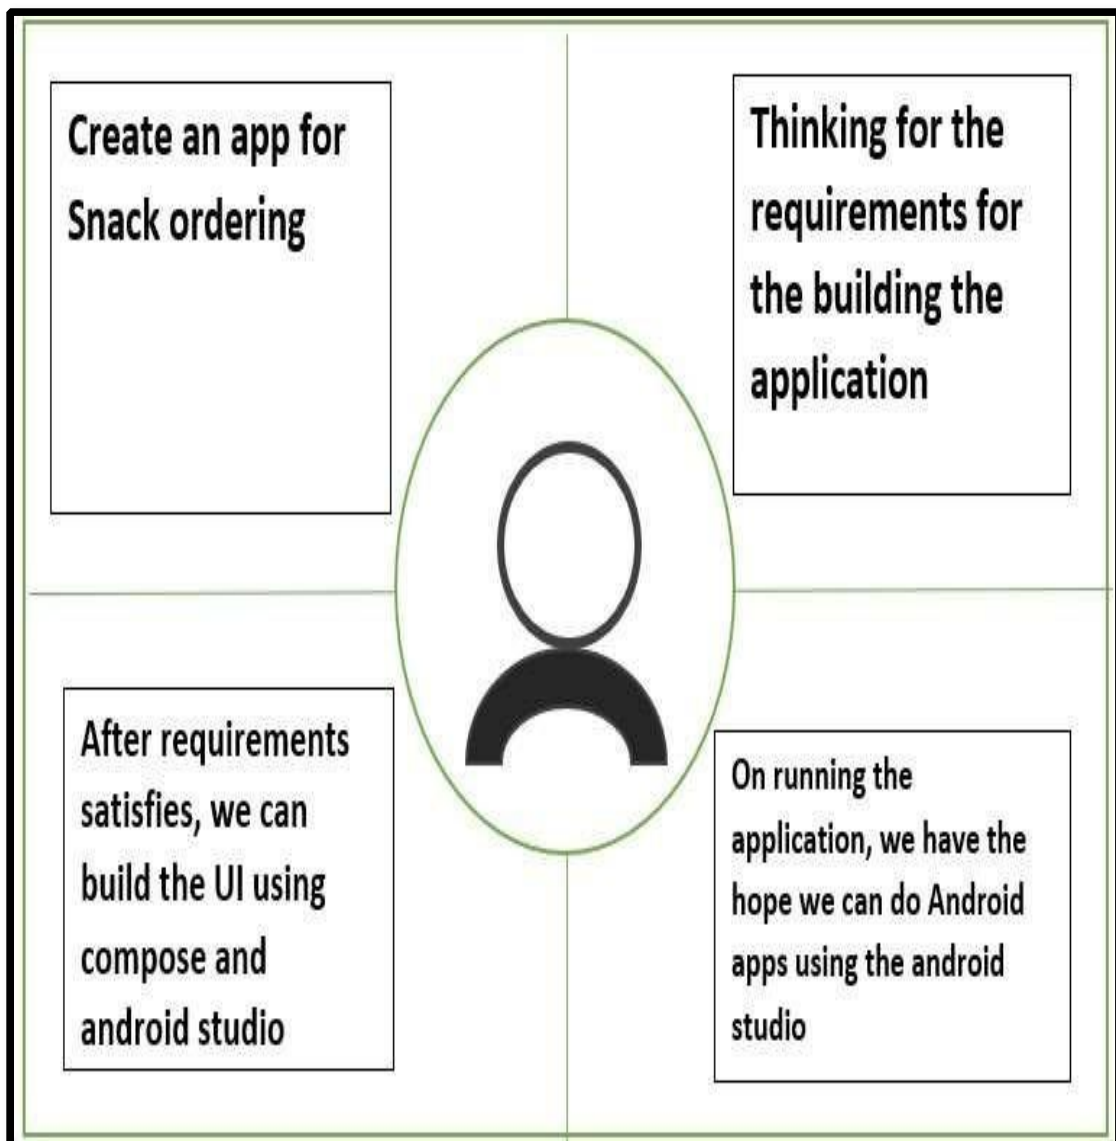 Create an app for
Snack ordering
Thinking for the
requirements for
the building the
application
After requirements
satisfies, we can
build the UI using
compose and
android studio
On running the
application, we have the
hope we can do Android
apps using the android
studio